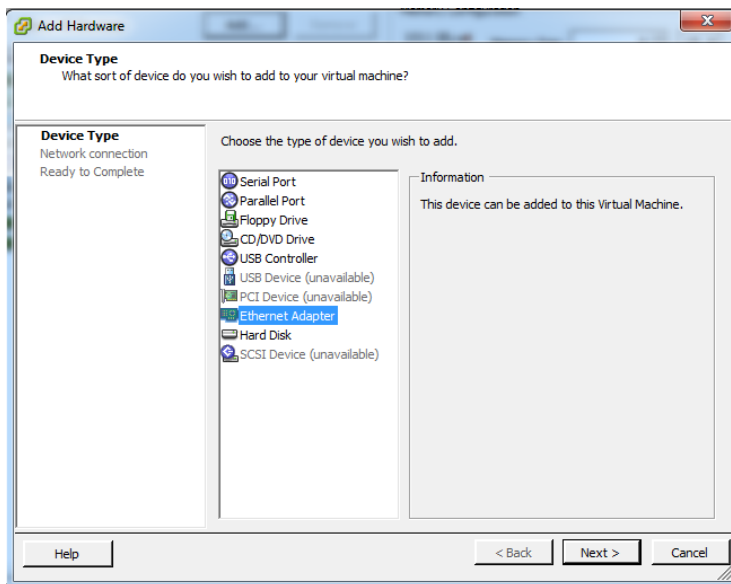 Add Hardware
Device Type
What sort of device do you wish to add to your virtual machine?
Device Type
Network connection
Ready to Complete
Choose the type of device you wish to add.
Serial Port
Parallel Port
Floppy Drive
CD/DVD Drive
USB Controller
USB Device (unavailable)
PCI Device (unavailable)
Ethernet Adapter
Hard Disk
SCSI Device (unavailable)
Information
This device can be added to this Virtual Machine.
Help
< Back
Next >
Cancel